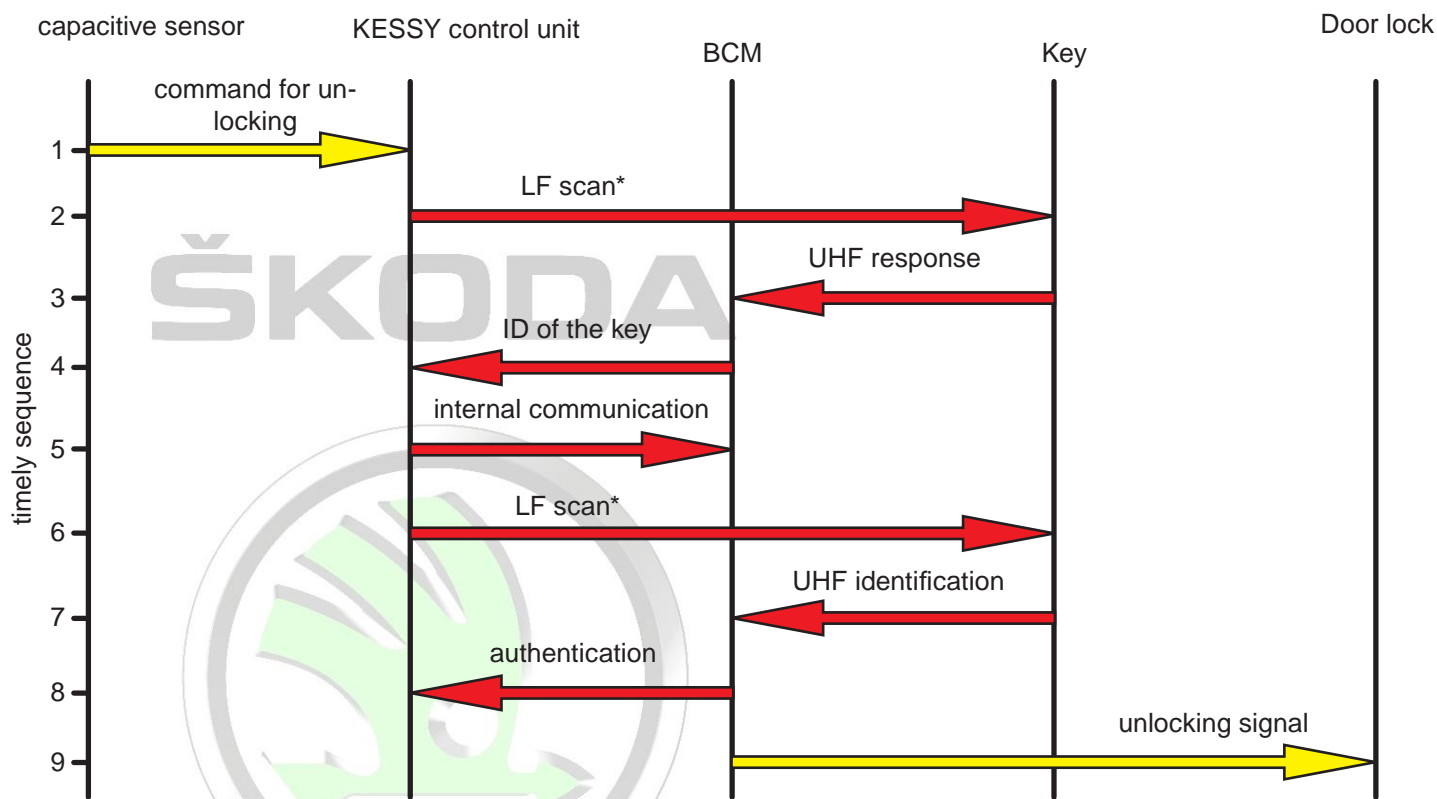 capacitive sensor
KESSY control unit
BCM
Key
Door lock
command for un-
locking
1
LF scan*
2
UHF response
3
ŠKODA
ID of the key
4
internal communication
5
timely sequence
LF scan*
6
UHF identification
7
authentication
8
unlocking signal
9